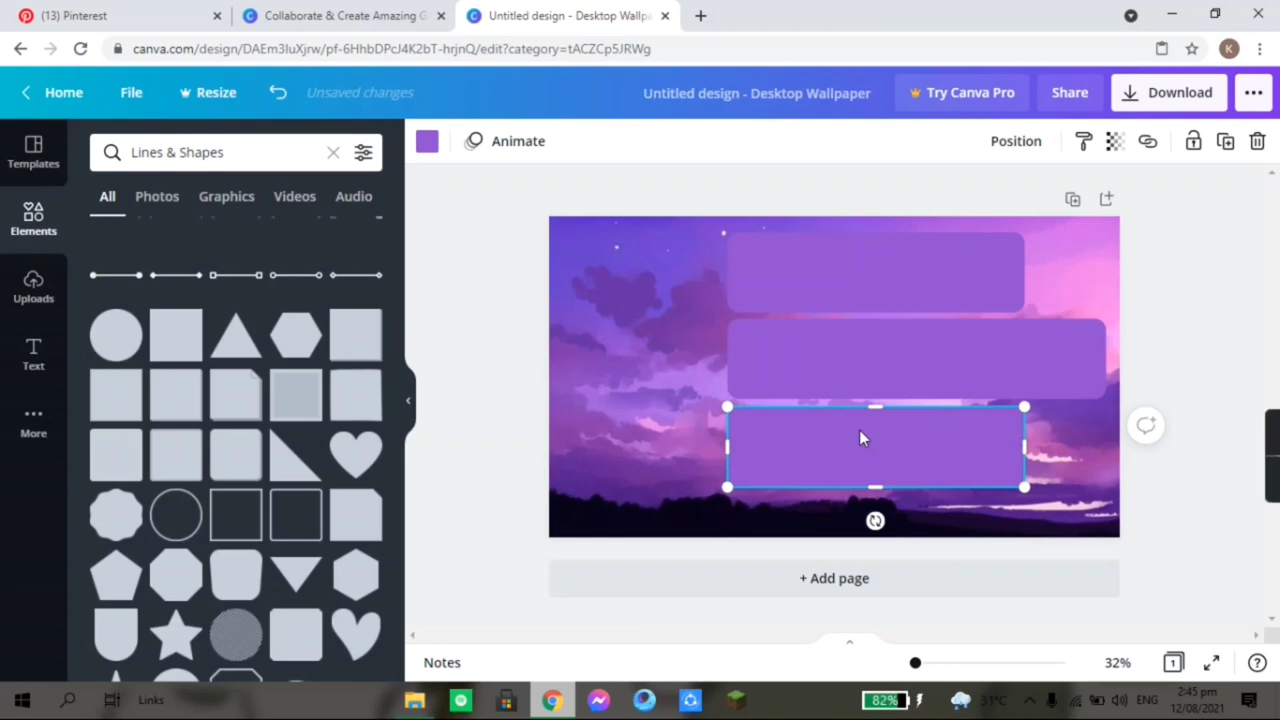 (13) Pinterest
Collaborate & Create Amazing G
Untitled design - Desktop Wallpa
canva.com/design/DAEm3luXjrw/pf-6HhbDPcJ4K2bT-hrjnQ/edit?category=tACZCp5JRWg
K
Home
File
Resize
Unsaved changes
Untitled design - Desktop Wallpaper
Try Canva Pro
Share
Download
Templates
Lines & Shapes
Animate
Position
All
Photos
Graphics
Videos
Audio
Elements
Uploads
Text
More
+ Add page
Notes
1
32%
Links
82%
31°C
ENG
2:45 pm
12/08/2021